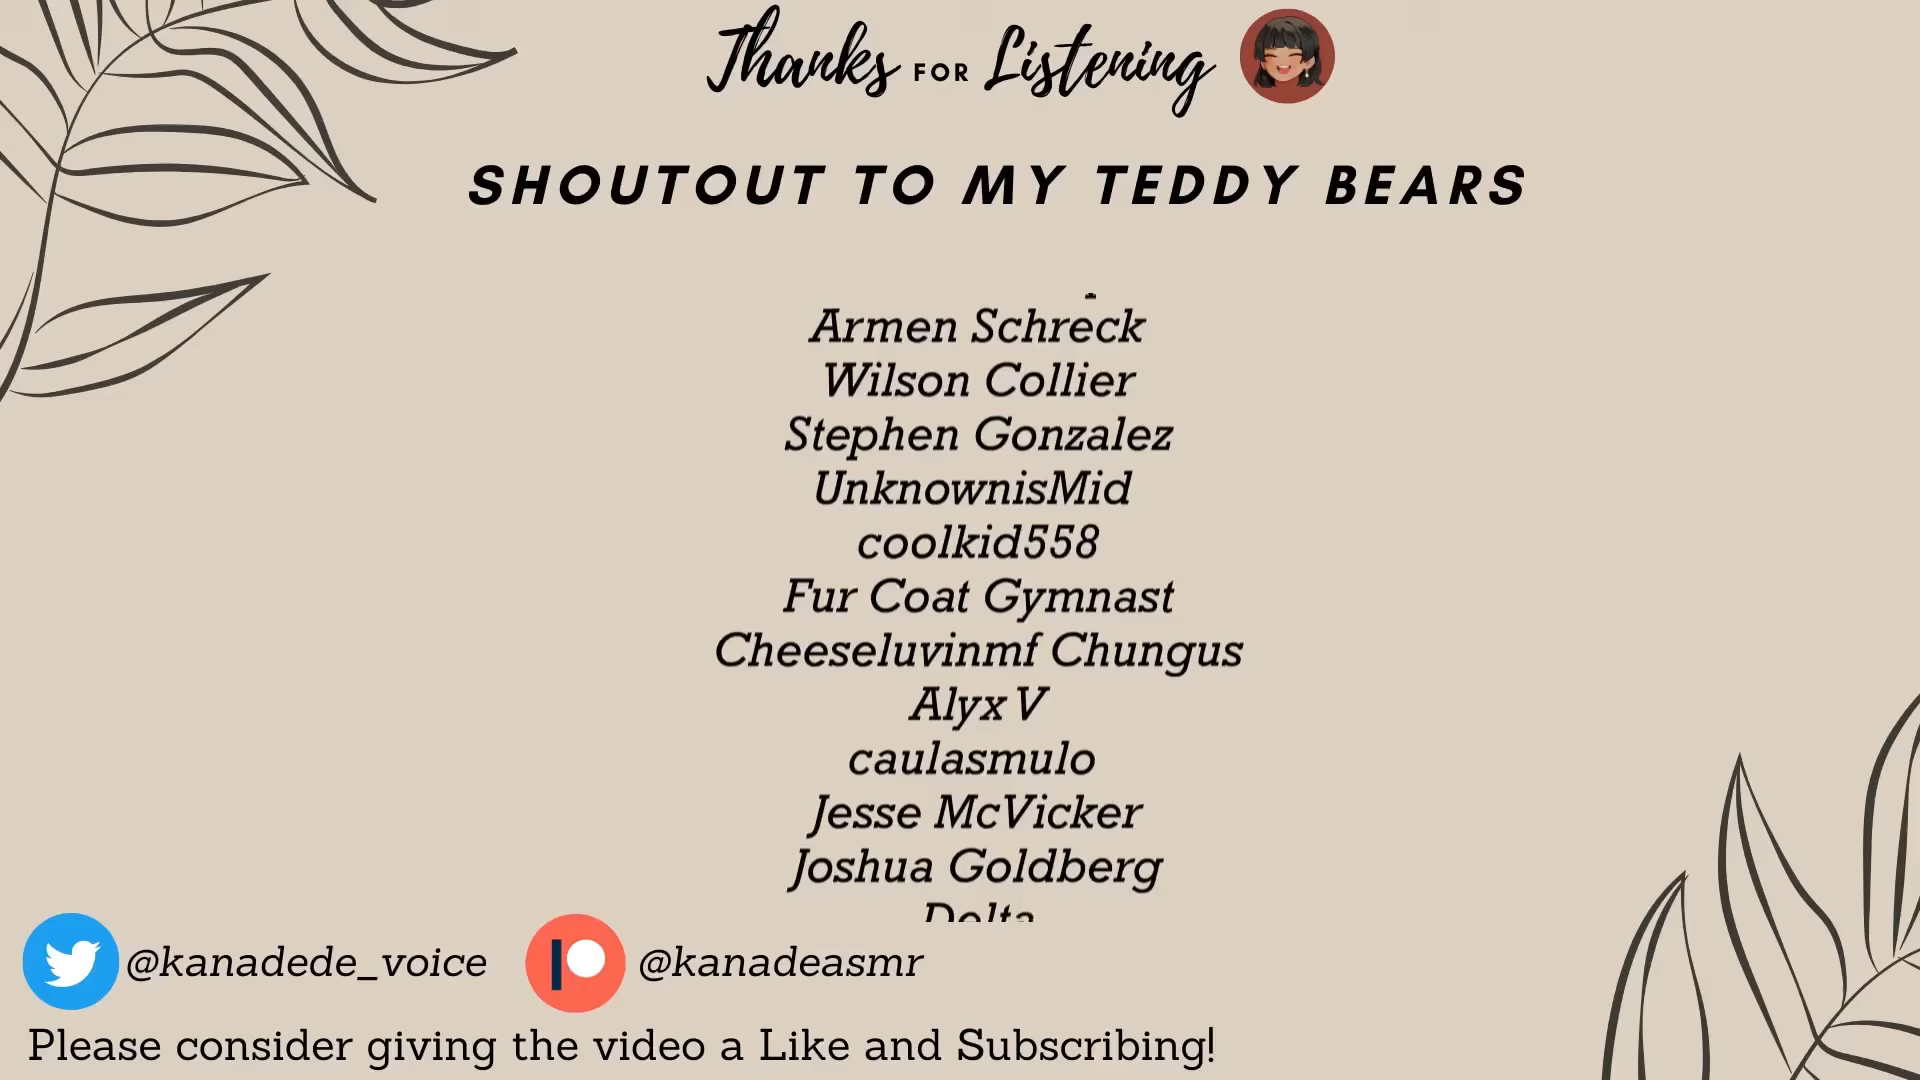 Thanks FOR Listening
SHOUTOUT TO MY TEDDY BEARS
Armen Schreck
Wilson Collier
Stephen Gonzalez
UnknownisMid
coolkid558
Fur Coat Gymnast
Cheeseluvinmf Chungus
Alyx V
caulasmulo
Jesse McVicker
Joshua Goldberg
Delta
@kanadede_voice @kanadeasmr
Please consider giving the video a Like and Subscribing!